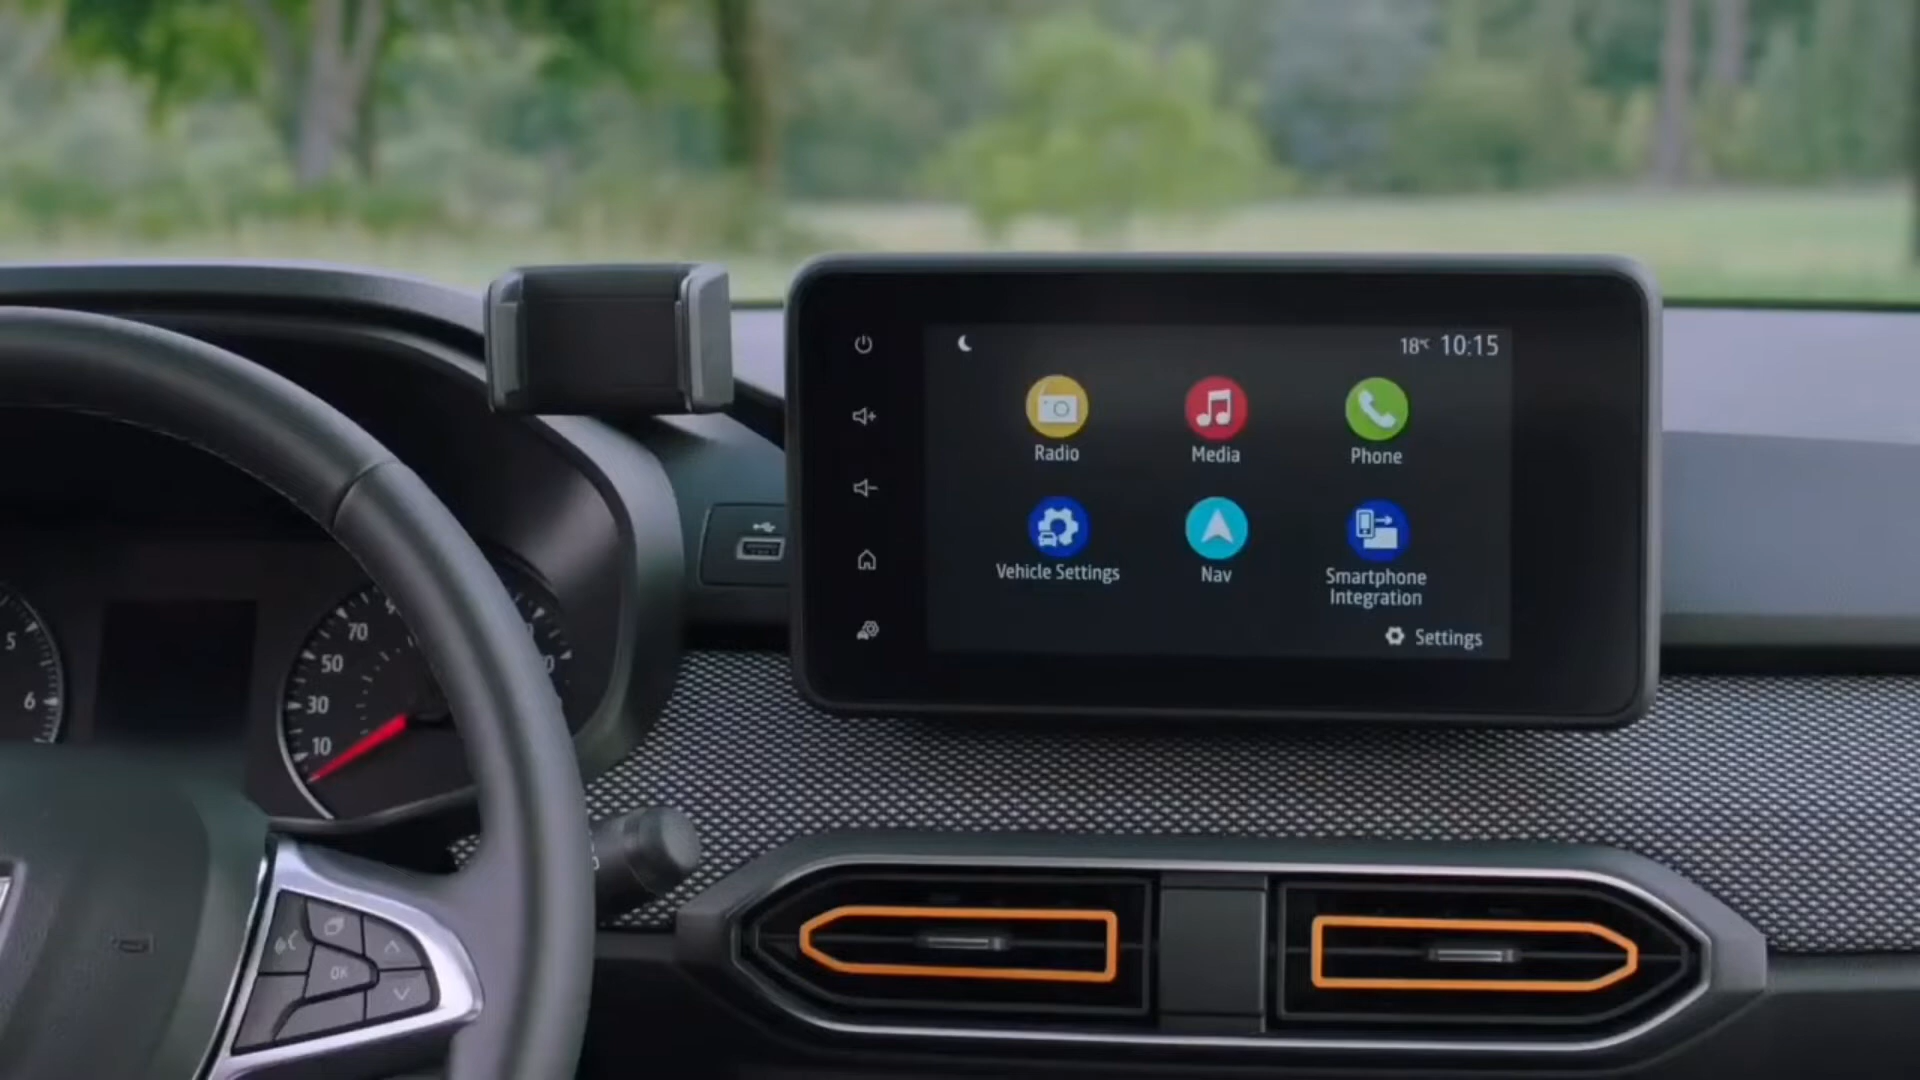 18°C 10:15
Radio
Media
Phone
Vehicle Settings
Nav
Smartphone
Integration
Settings
5
6
70
50
30
10
OK